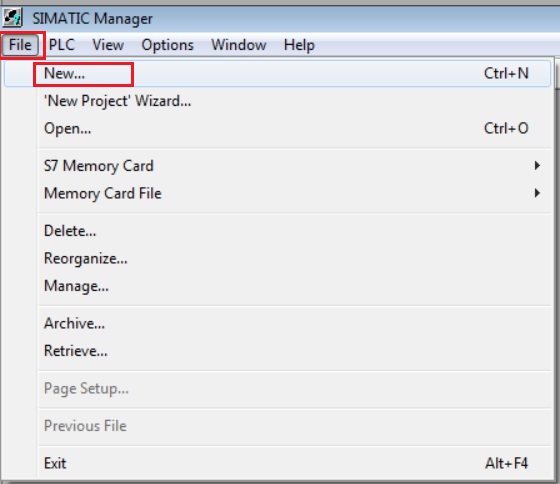 SIMATIC Manager
File PLC View Options Window Help
New... Ctrl+N
'New Project' Wizard...
Open... Ctrl+O
S7 Memory Card
Memory Card File
Delete...
Reorganize...
Manage...
Archive...
Retrieve...
Page Setup...
Previous File
Exit Alt+F4